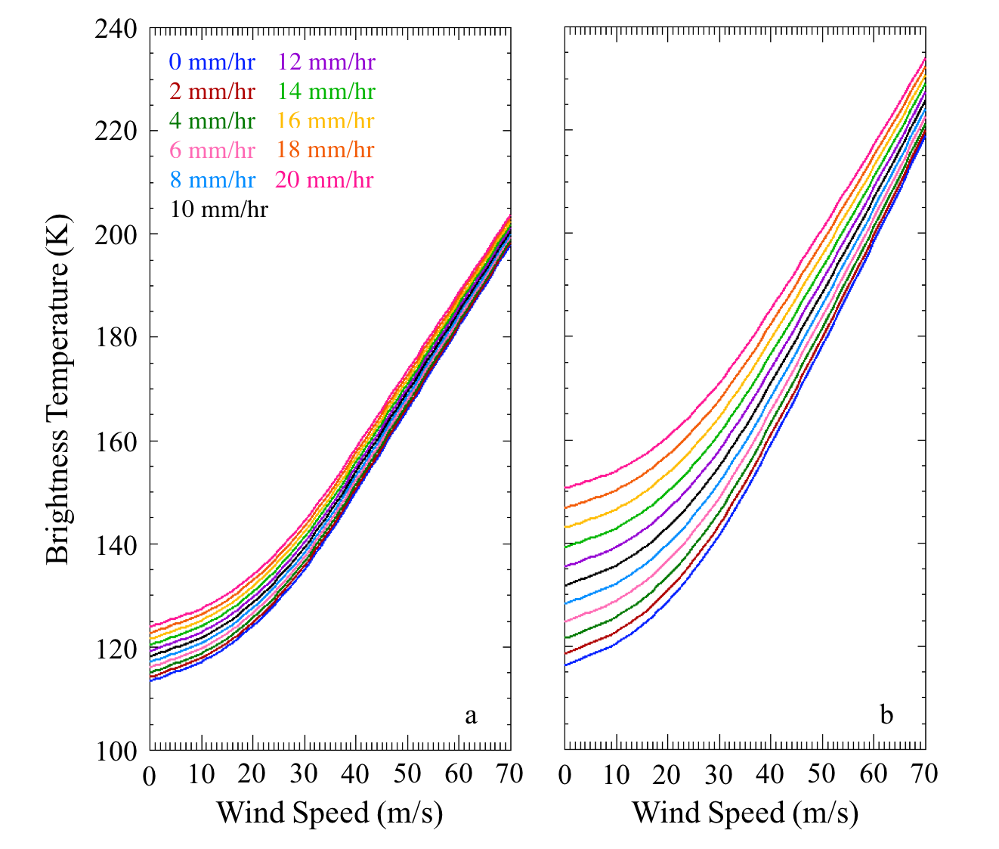 240
220
200
180
160
140
120
100
Brightness Temperature (K)
0 mm/hr 12 mm/hr
2 mm/hr 14 mm/hr
4 mm/hr 16 mm/hr
6 mm/hr 18 mm/hr
8 mm/hr 20 mm/hr
10 mm/hr
a
b
0 10 20 30 40 50 60 70
0 10 20 30 40 50 60 70
Wind Speed (m/s)
Wind Speed (m/s)